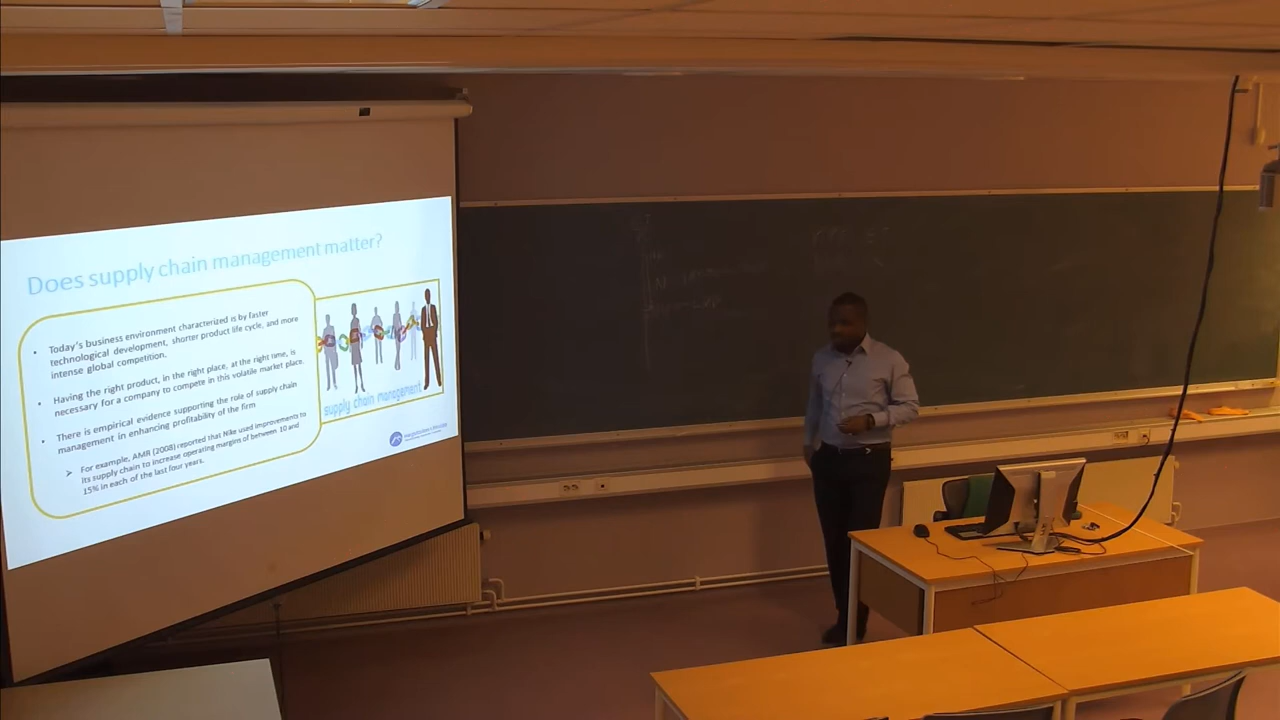 Does supply chain management matter?
• Today's business environment characterized is by faster
technological development, shorter product life cycle, and more
intense global competition.
• Having the right product, in the right place, at the right time, is
necessary for a company to compete in this volatile market place.
• There is empirical evidence supporting the role of supply chain
management in enhancing profitability of the firm
➢ For example, AMR (2008) reported that Nike used improvements to
its supply chain to increase operating margins of between 10 and
15% in each of the last four years.
supply chain management